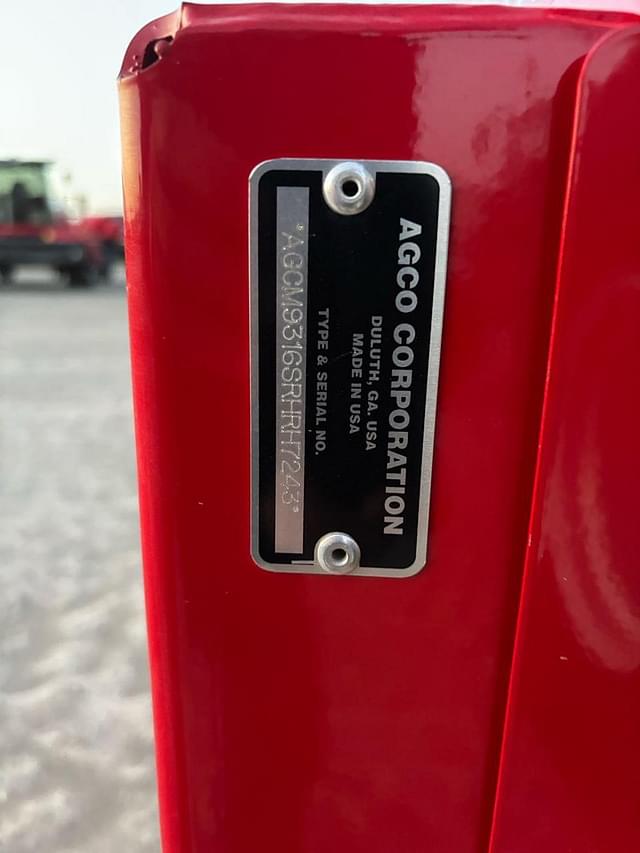 AGCO CORPORATION
DULUTH, GA. USA
MADE IN USA
TYPE & SERIAL NO.
*AGCM9316SRHRH7243*